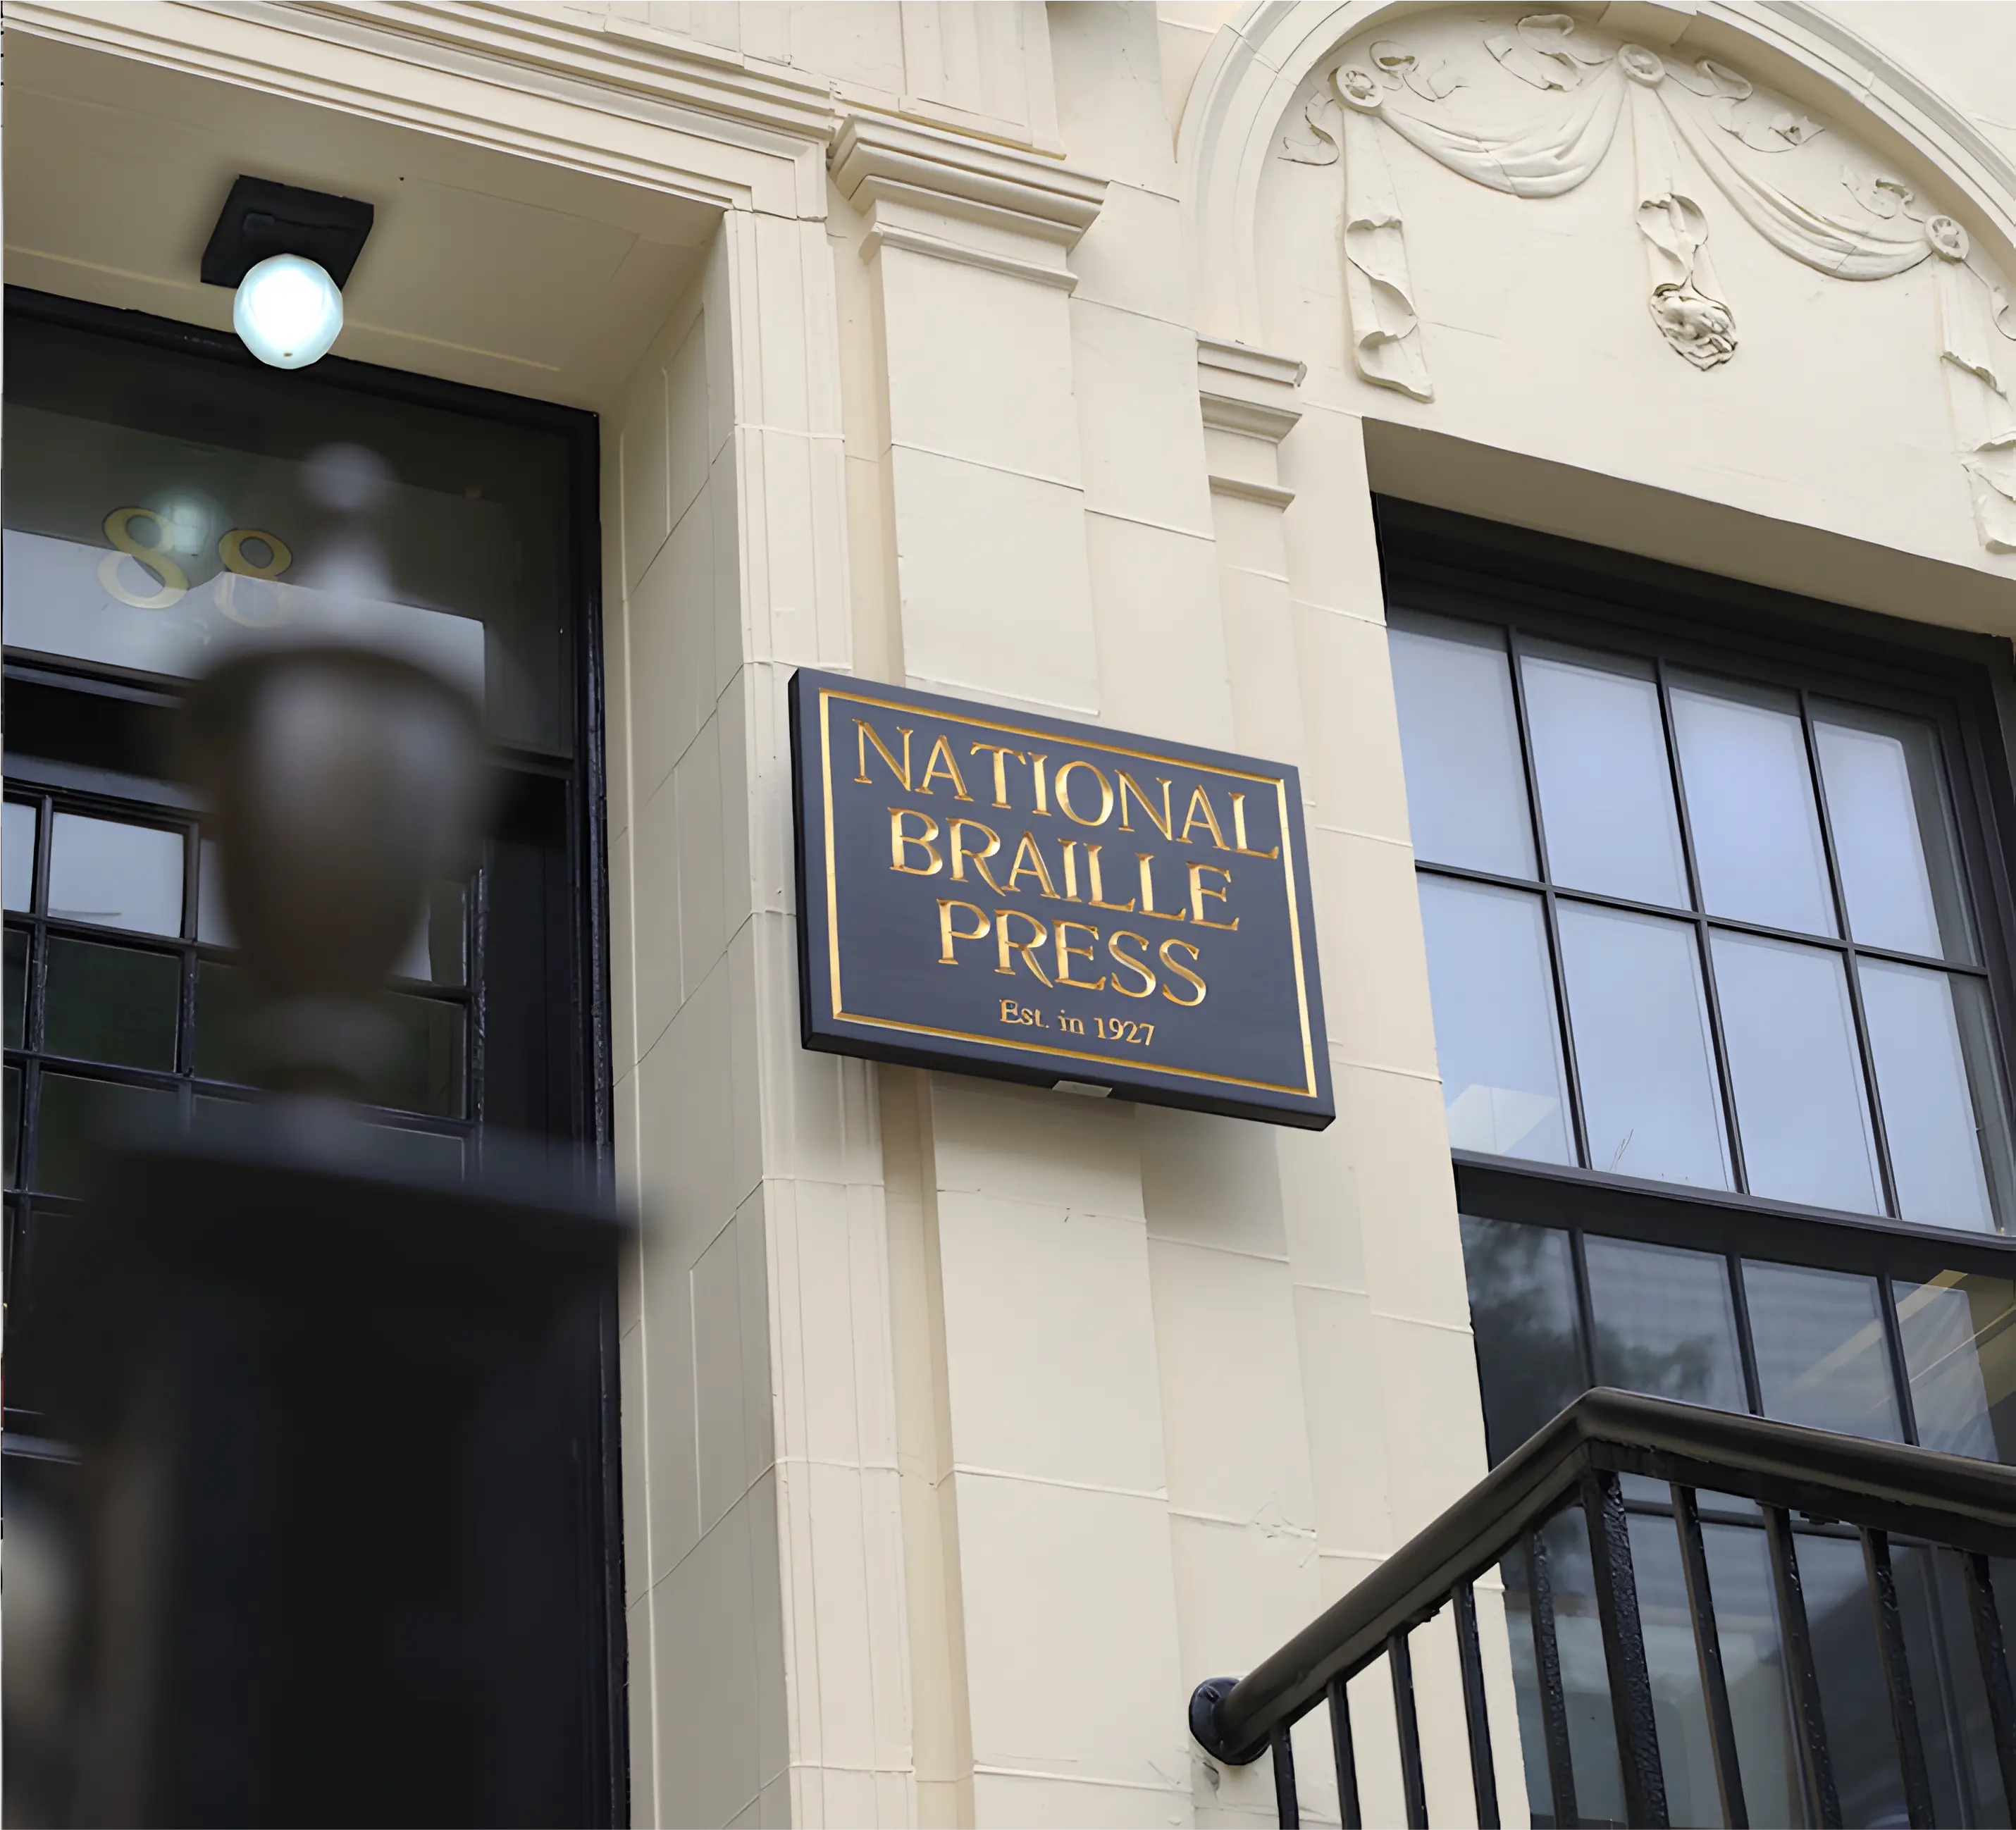 88
NATIONAL
BRAILLE
PRESS
Est. in 1927